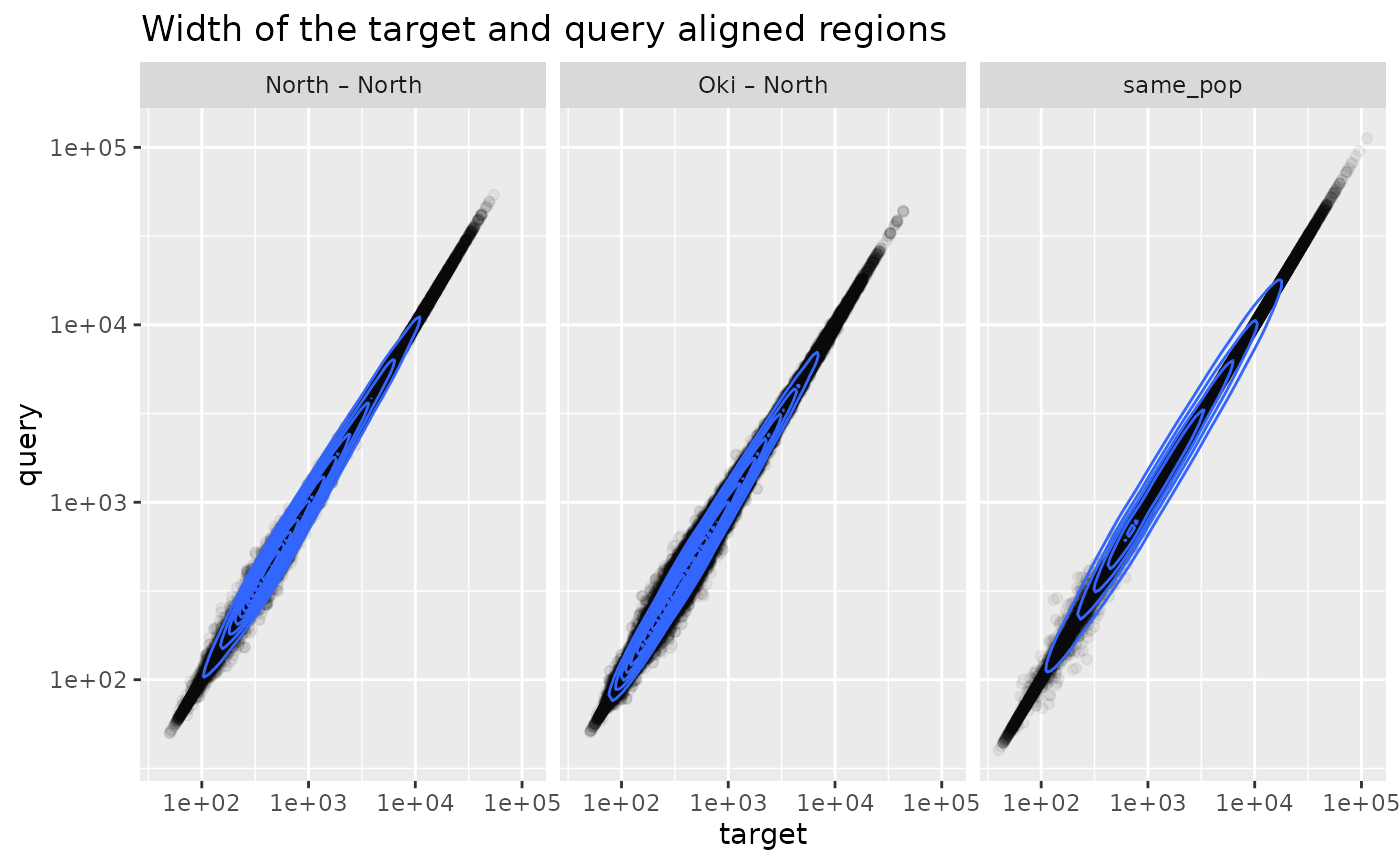 Width of the target and query aligned regions
North – North
Oki – North
same_pop
1e+05
1e+04
1e+03
1e+02
query
1e+02 1e+03 1e+04 1e+05
1e+02 1e+03 1e+04 1e+05
1e+02 1e+03 1e+04 1e+05
target